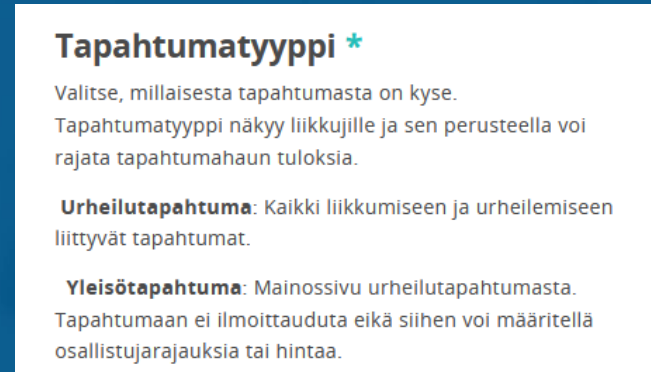 Tapahtumatyyppi *
Valitse, millaisesta tapahtumasta on kyse.
Tapahtumatyyppi näkyy liikkujille ja sen perusteella voi
rajata tapahtumahaun tuloksia.
Urheilutapahtuma: Kaikki liikkumiseen ja urheilemiseen
liittyvät tapahtumat.
Yleisötapahtuma: Mainossivu urheilutapahtumasta.
Tapahtumaan ei ilmoittauduta eikä siihen voi määritellä
osallistujarajauksia tai hintaa.